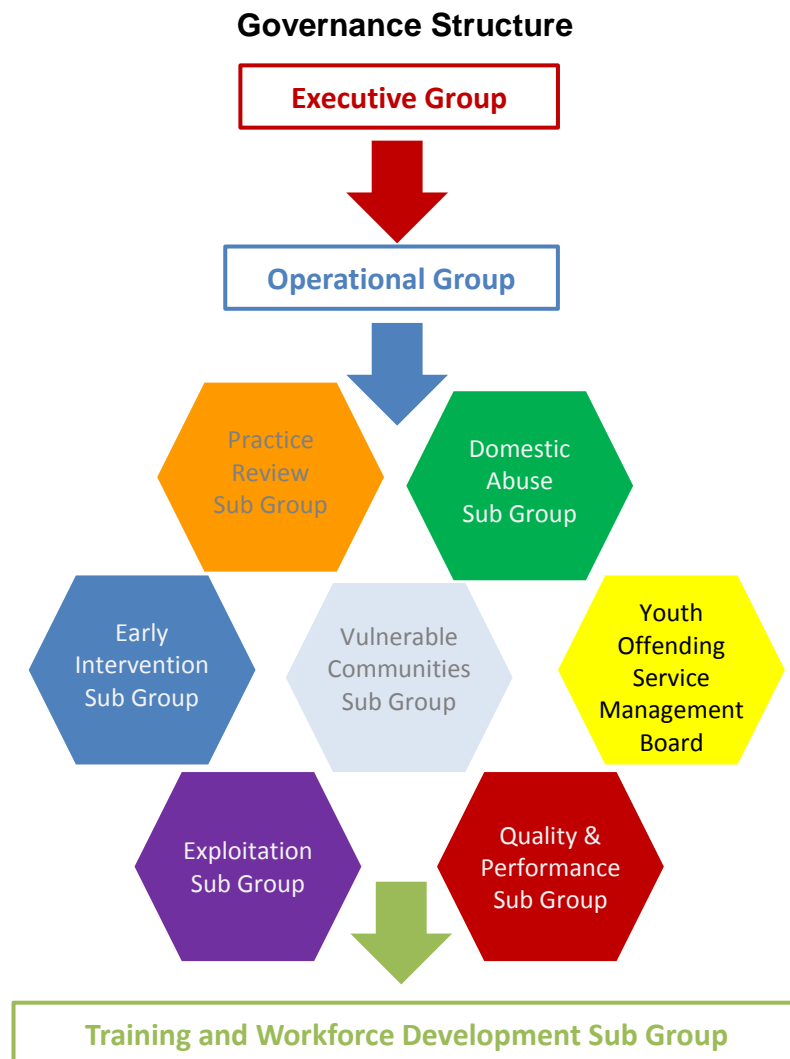 Governance Structure
Executive Group
Operational Group
Practice
Review
Sub Group
Domestic
Abuse
Sub Group
Early
Intervention
Sub Group
Vulnerable
Communities
Sub Group
Youth
Offending
Service
Management
Board
Exploitation
Sub Group
Quality &
Performance
Sub Group
Training and Workforce Development Sub Group